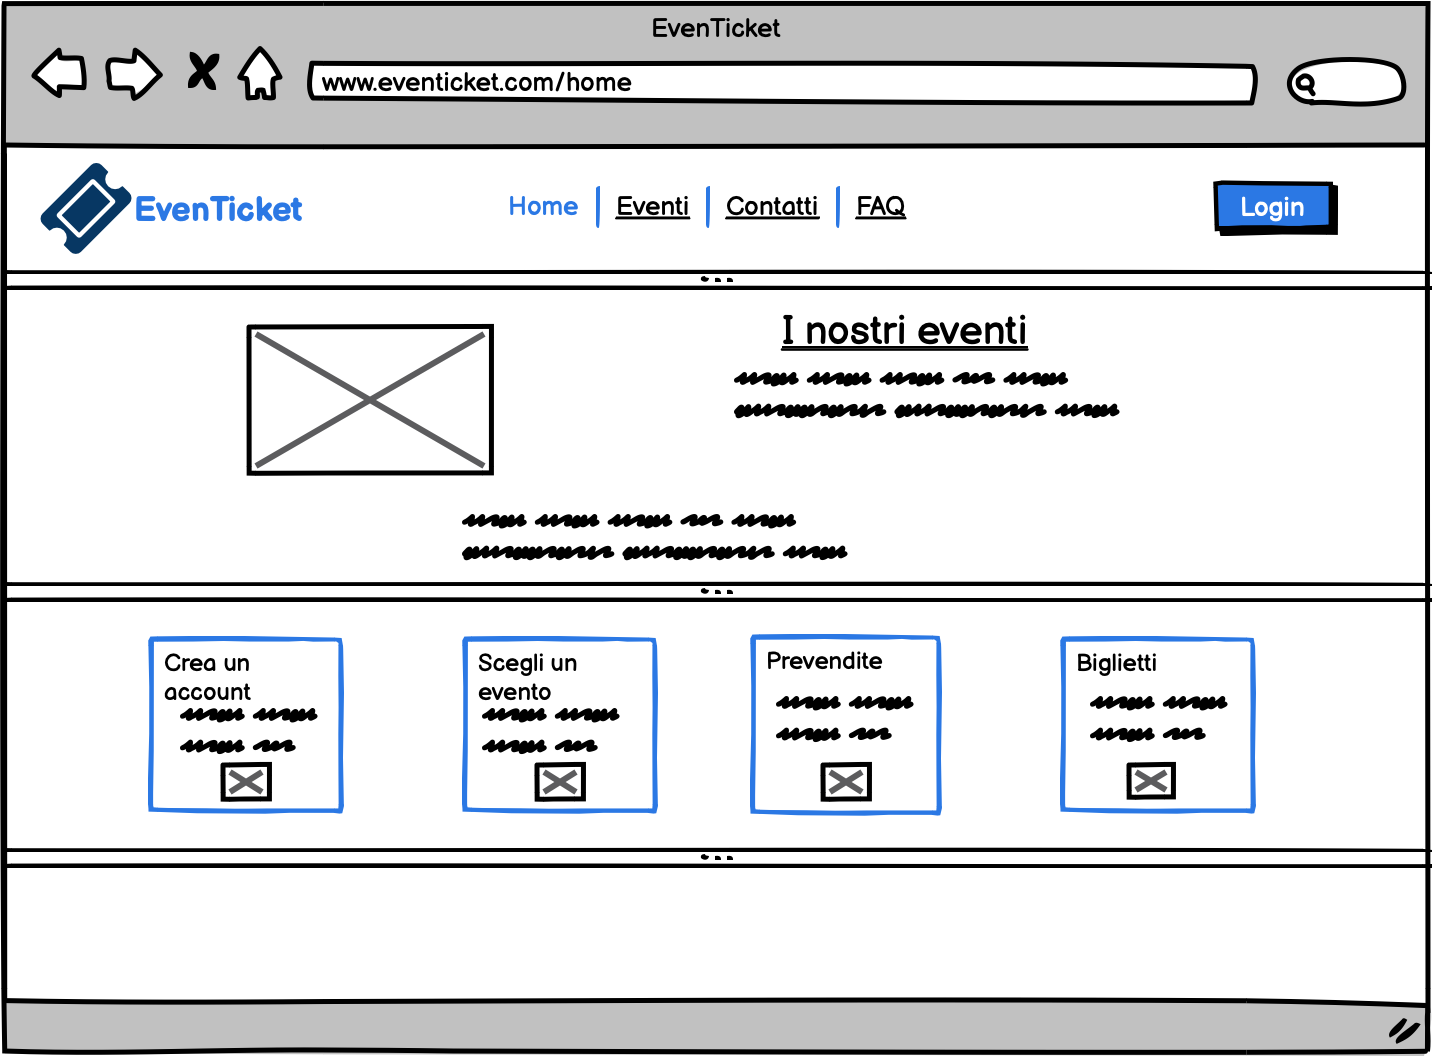 EvenTicket
www.eventicket.com/home
EvenTicket
Home Eventi Contatti FAQ
Login
I nostri eventi
Crea un
account
Scegli un
evento
Prevendite
Biglietti